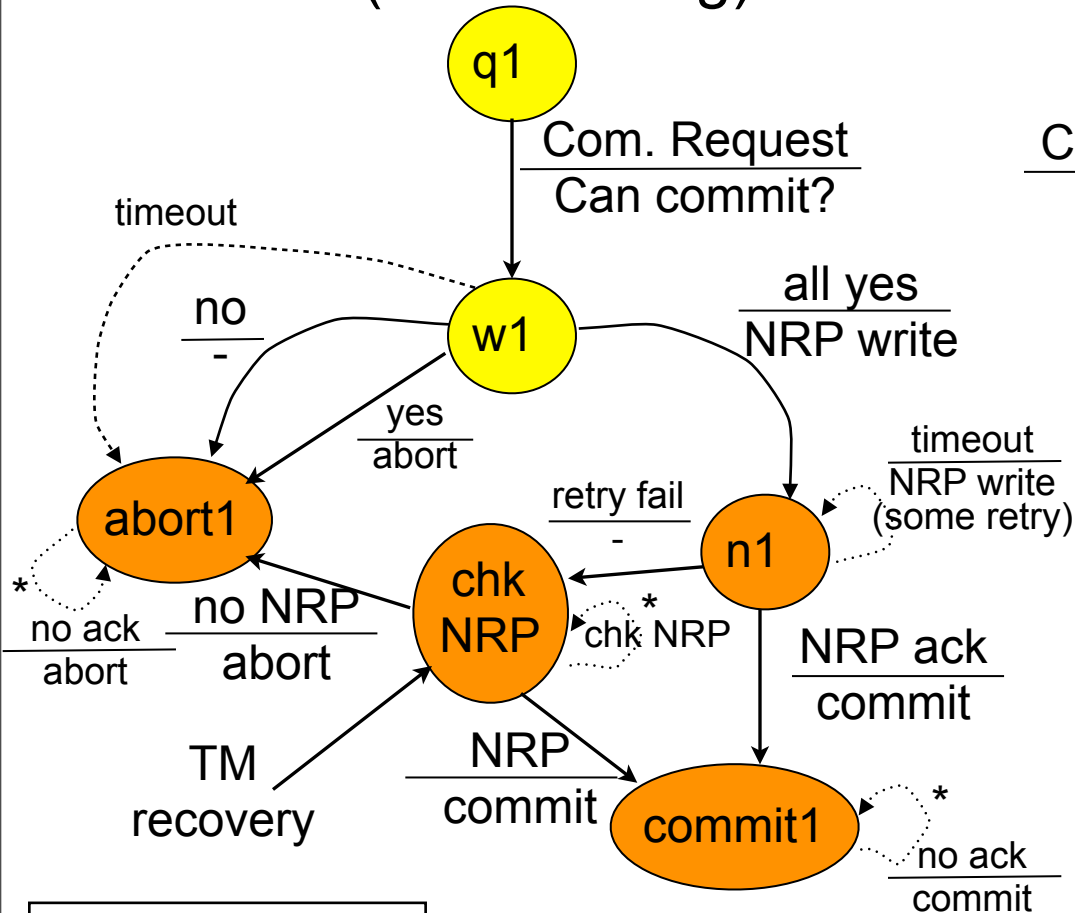 q1
Com. Request
Can commit?
C
timeout
no
-
w1
all yes
NRP write
yes
abort
timeout
NRP write
(some retry)
retry fail
-
abort1
n1
chk
NRP
*
no ack
abort
no NRP
abort
*
chk NRP
NRP ack
commit
TM
recovery
NRP
commit
commit1
*
no ack
commit